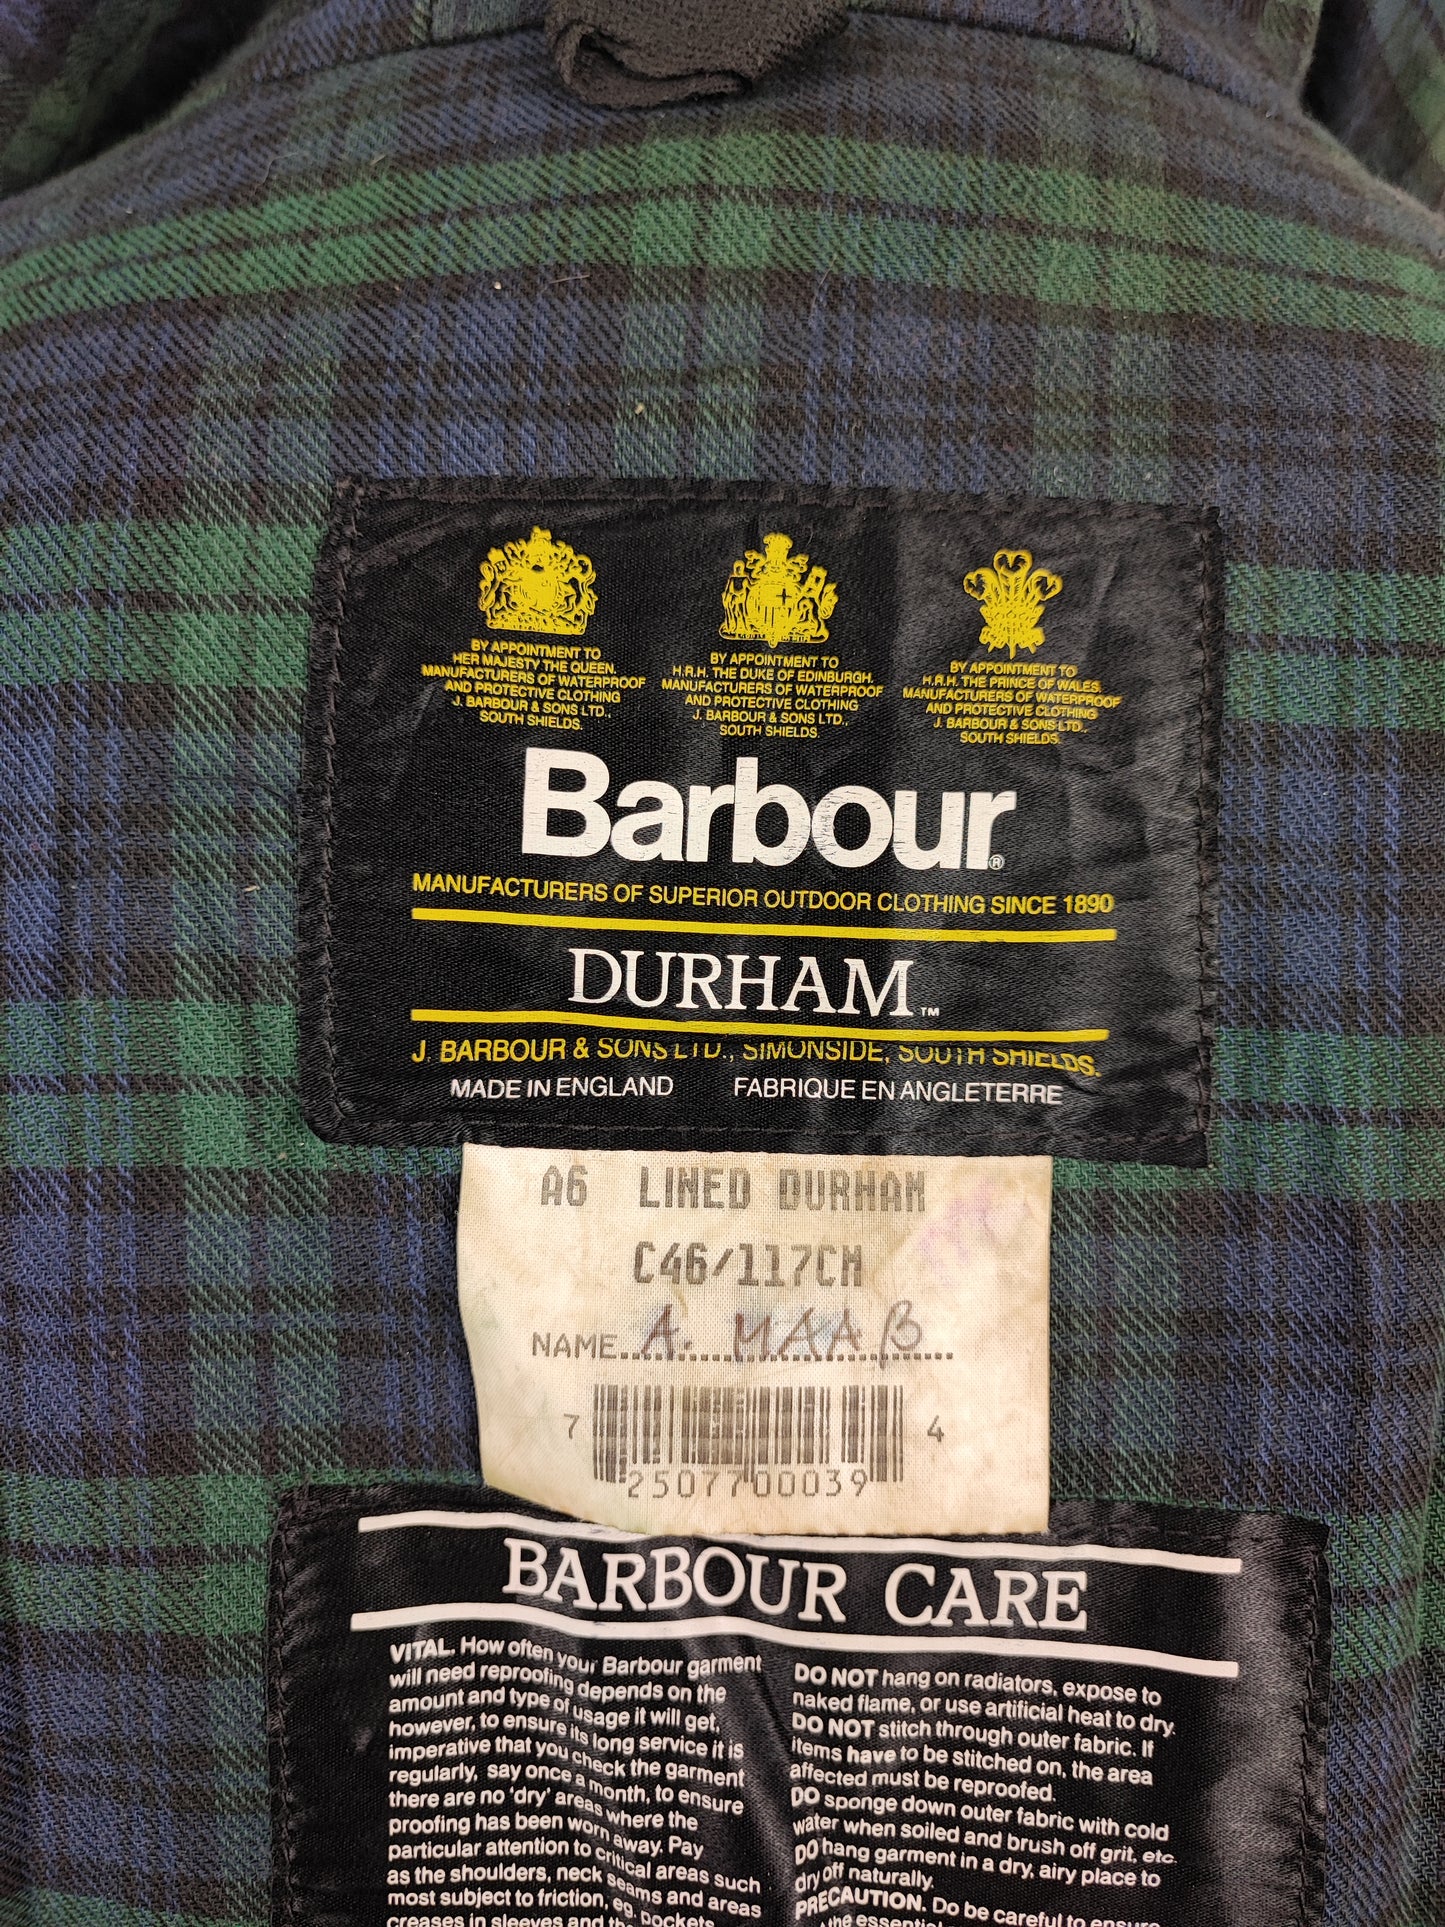 BY APPOINTMENT TO
HER MAJESTY THE QUEEN.
MANUFACTURERS OF WATERPROOF
AND PROTECTIVE CLOTHING
J. BARBOUR & SONS LTD.,
SOUTH SHIELDS.
BY APPOINTMENT TO
H.R.H. THE DUKE OF EDINBURGH.
MANUFACTURERS OF WATERPROOF
AND PROTECTIVE CLOTHING
J. BARBOUR & SONS LTD.,
SOUTH SHIELDS.
BY APPOINTMENT TO
H.R.H. THE PRINCE OF WALES.
MANUFACTURERS OF WATERPROOF
AND PROTECTIVE CLOTHING
J. BARBOUR & SONS LTD.,
SOUTH SHIELDS.
Barbour®
MANUFACTURERS OF SUPERIOR OUTDOOR CLOTHING SINCE 1890
DURHAM™
J. BARBOUR & SONS LTD., SIMONSIDE, SOUTH SHIELDS.
MADE IN ENGLAND FABRIQUE EN ANGLETERRE
A6 LINED DURHAM
C46/117CM
NAME A. MAAB
7 25077 00039 4
BARBOUR CARE
VITAL. How often your Barbour garment
will need reproofing depends on the
amount and type of usage it will get,
however, to ensure its long service it is
imperative that you check the garment
regularly, say once a month, to ensure
there are no 'dry' areas where the
proofing has been worn away. Pay
particular attention to critical areas such
as the shoulders, neck seams and areas
most subject to friction, eg. pockets,
creases in sleeves and
DO NOT hang on radiators, expose to
naked flame, or use artificial heat to dry.
DO NOT stitch through outer fabric. If
items have to be stitched on, the area
affected must be reproofed.
DO sponge down outer fabric with cold
water when soiled and brush off grit, etc.
DO hang garment in a dry, airy place to
dry off naturally.
PRECAUTION. Do be careful to ensure
the essential